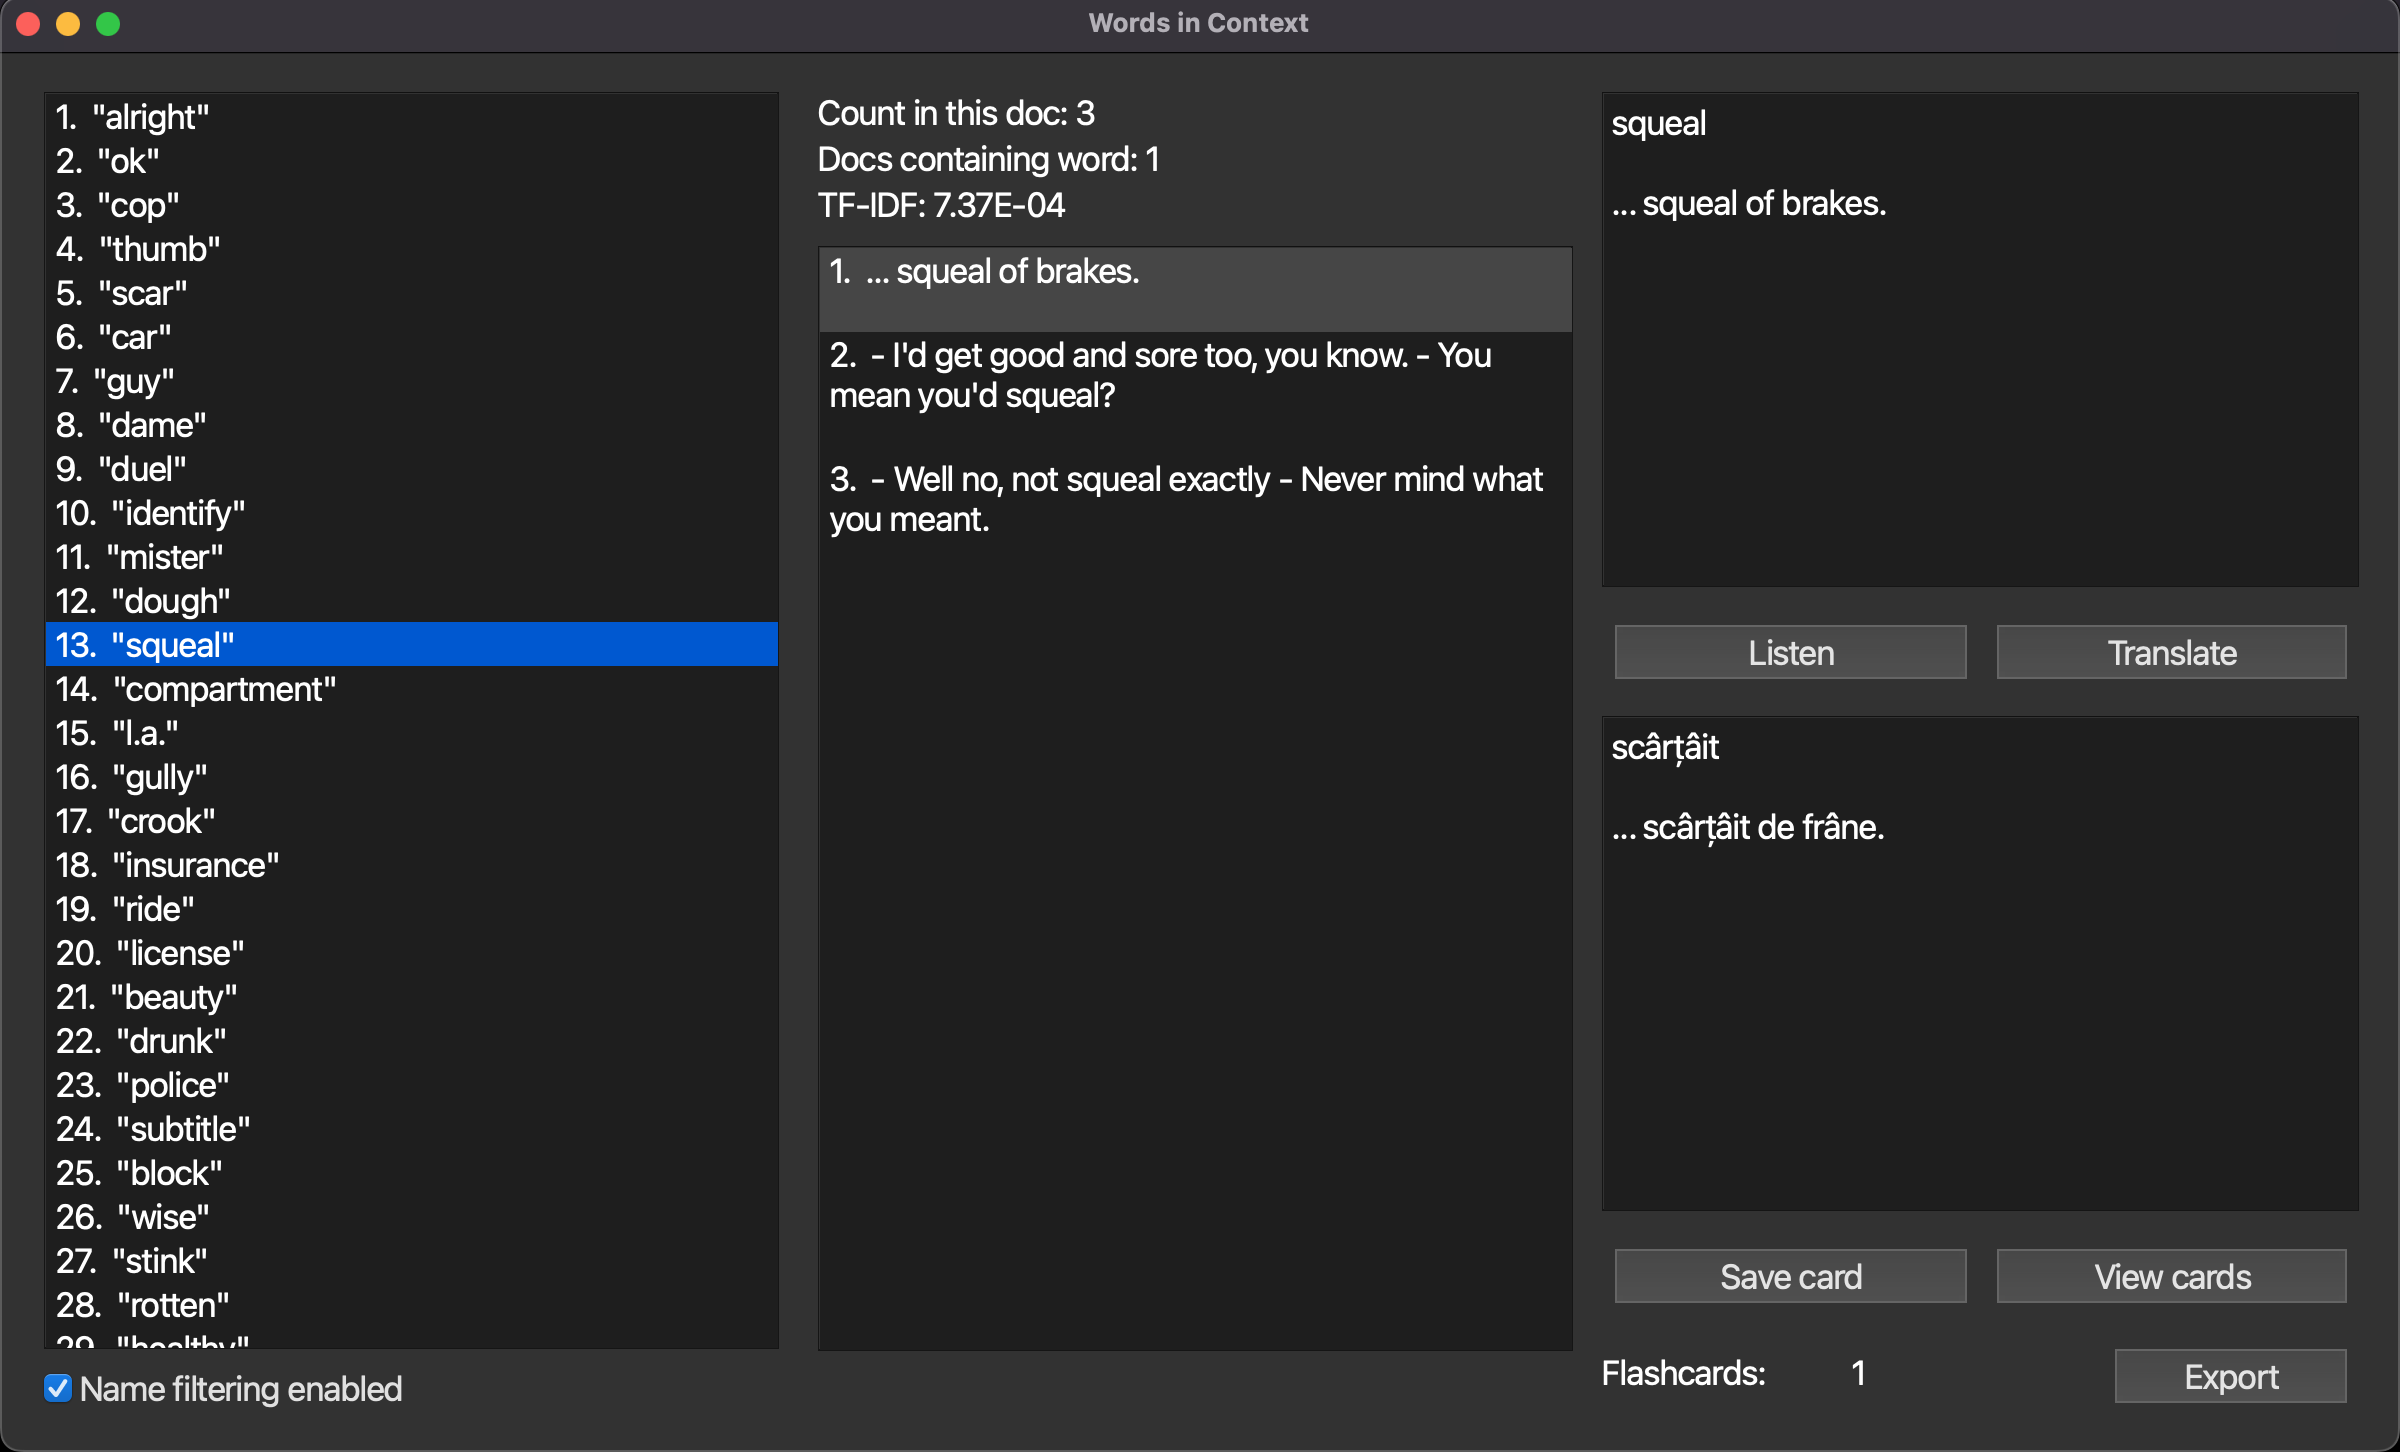 Words in Context
1. "alright"
2. "ok"
3. "cop"
4. "thumb"
5. "scar"
6. "car"
7. "guy"
8. "dame"
9. "duel"
10. "identify"
11. "mister"
12. "dough"
13. "squeal"
14. "compartment"
15. "l.a."
16. "gully"
17. "crook"
18. "insurance"
19. "ride"
20. "license"
21. "beauty"
22. "drunk"
23. "police"
24. "subtitle"
25. "block"
26. "wise"
27. "stink"
28. "rotten"
29. "healthy"
Name filtering enabled
Count in this doc: 3
Docs containing word: 1
TF-IDF: 7.37E-04
1. ... squeal of brakes.
2. - I'd get good and sore too, you know. - You
mean you'd squeal?
3. - Well no, not squeal exactly - Never mind what
you meant.
squeal
... squeal of brakes.
Listen
Translate
scârțâit
... scârțâit de frâne.
Save card
View cards
Flashcards: 1
Export